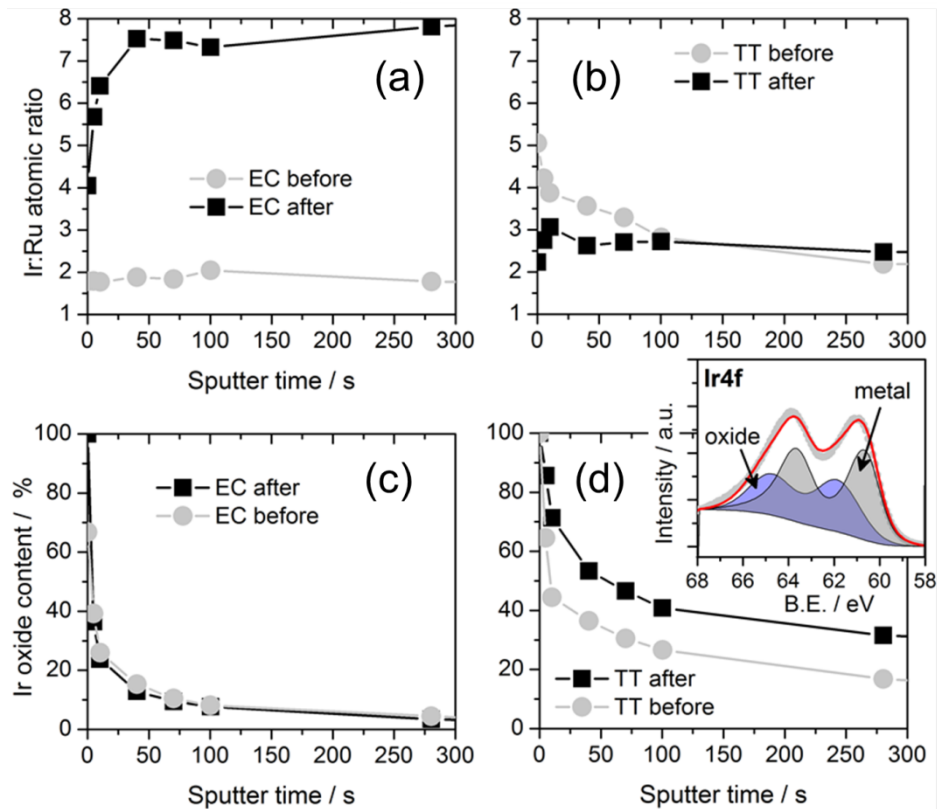 8
7
6
5
4
3
2
1
Ir:Ru atomic ratio
(a)
EC before
EC after
0 50 100 150 200 250 300
Sputter time / s
8
7
6
5
4
3
2
1
(b)
TT before
TT after
0 50 100 150 200 250 300
Sputter time / s
100
80
60
40
20
0
Ir oxide content / %
(c)
EC after
EC before
0 50 100 150 200 250 300
Sputter time / s
100
80
60
40
20
0
(d)
TT after
TT before
0 50 100 150 200 250 300
Sputter time / s
Ir4f
metal
oxide
Intensity / a.u.
68 66 64 62 60 58
B.E. / eV